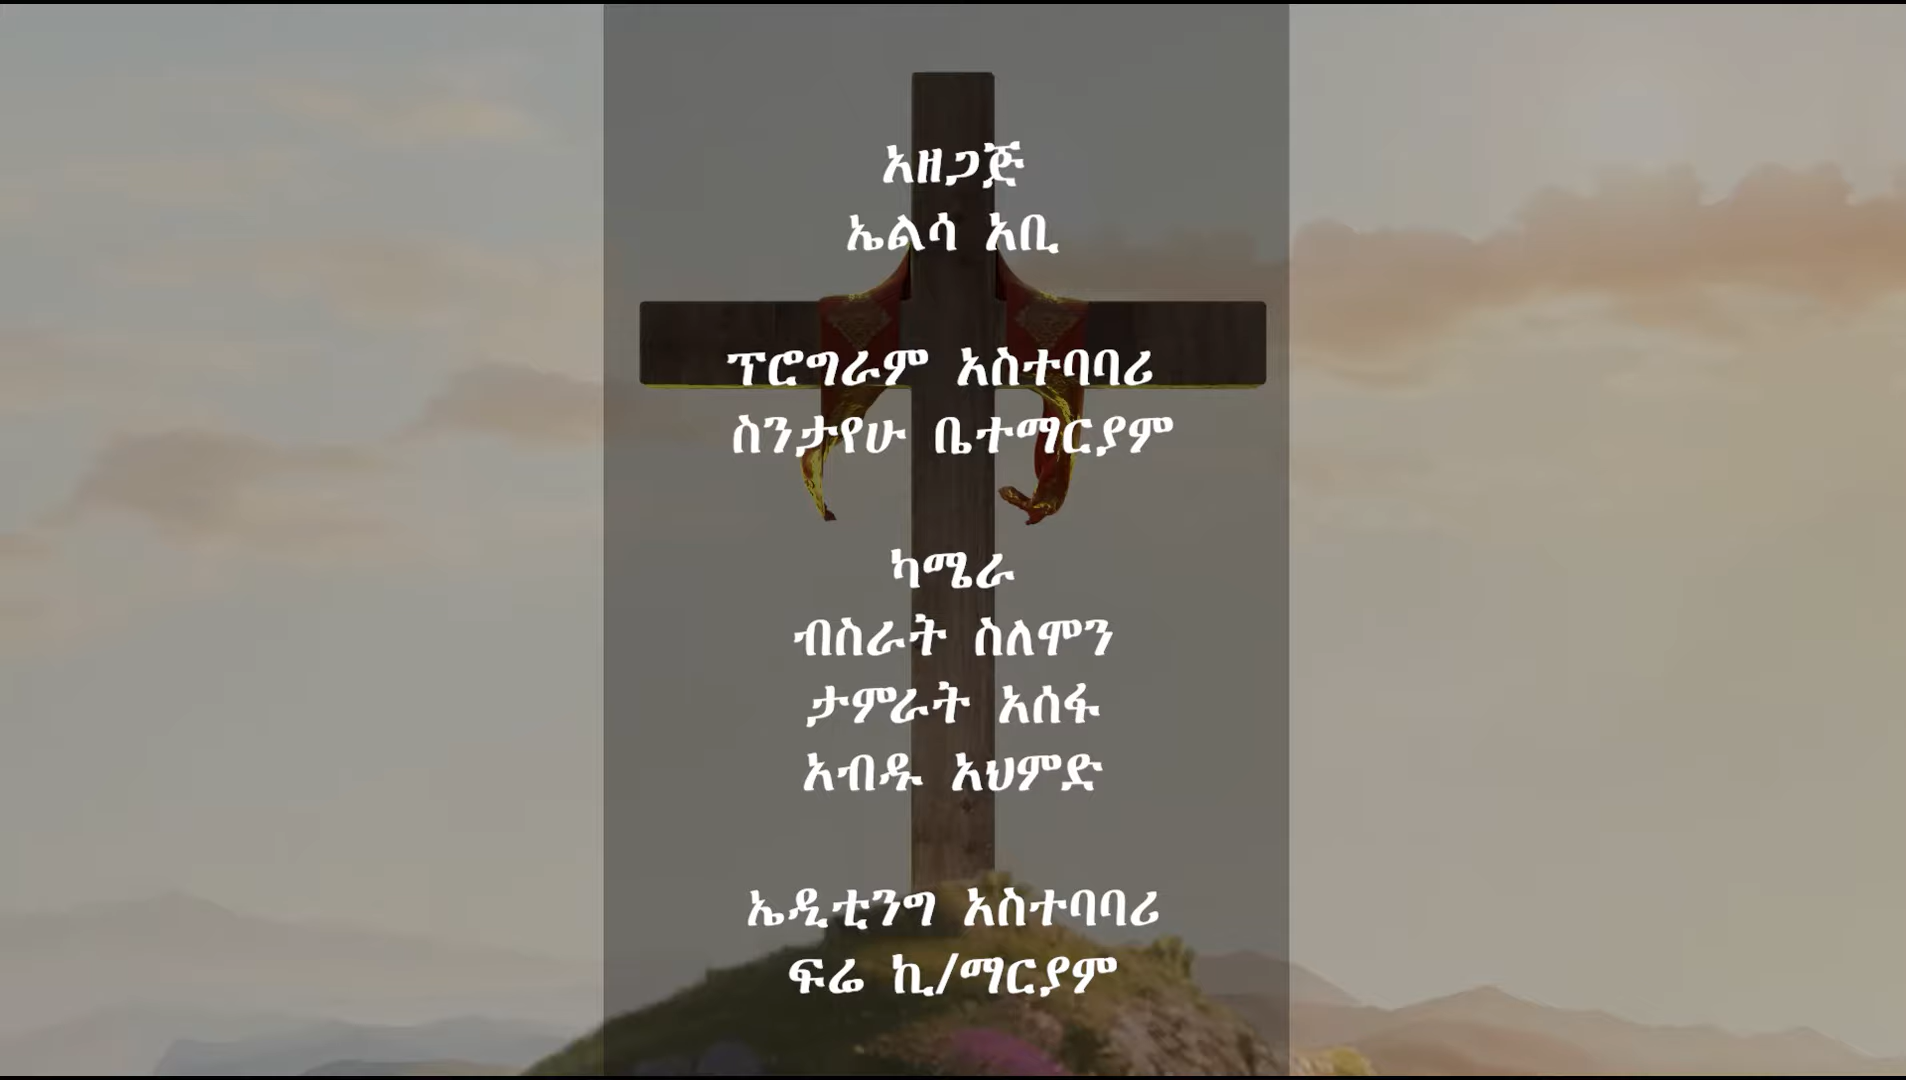 አዘጋጅ
ኤልሳ አቢ
ፕሮግራም አስተባባሪ
ስንታየሁ ቤተማርያም
ካሜራ
ብስራት ስለሞን
ታምራት አሰፋ
አብዱ አህምድ
ኤዲቲንግ አስተባባሪ
ፍሬ ኪ/ማርያም